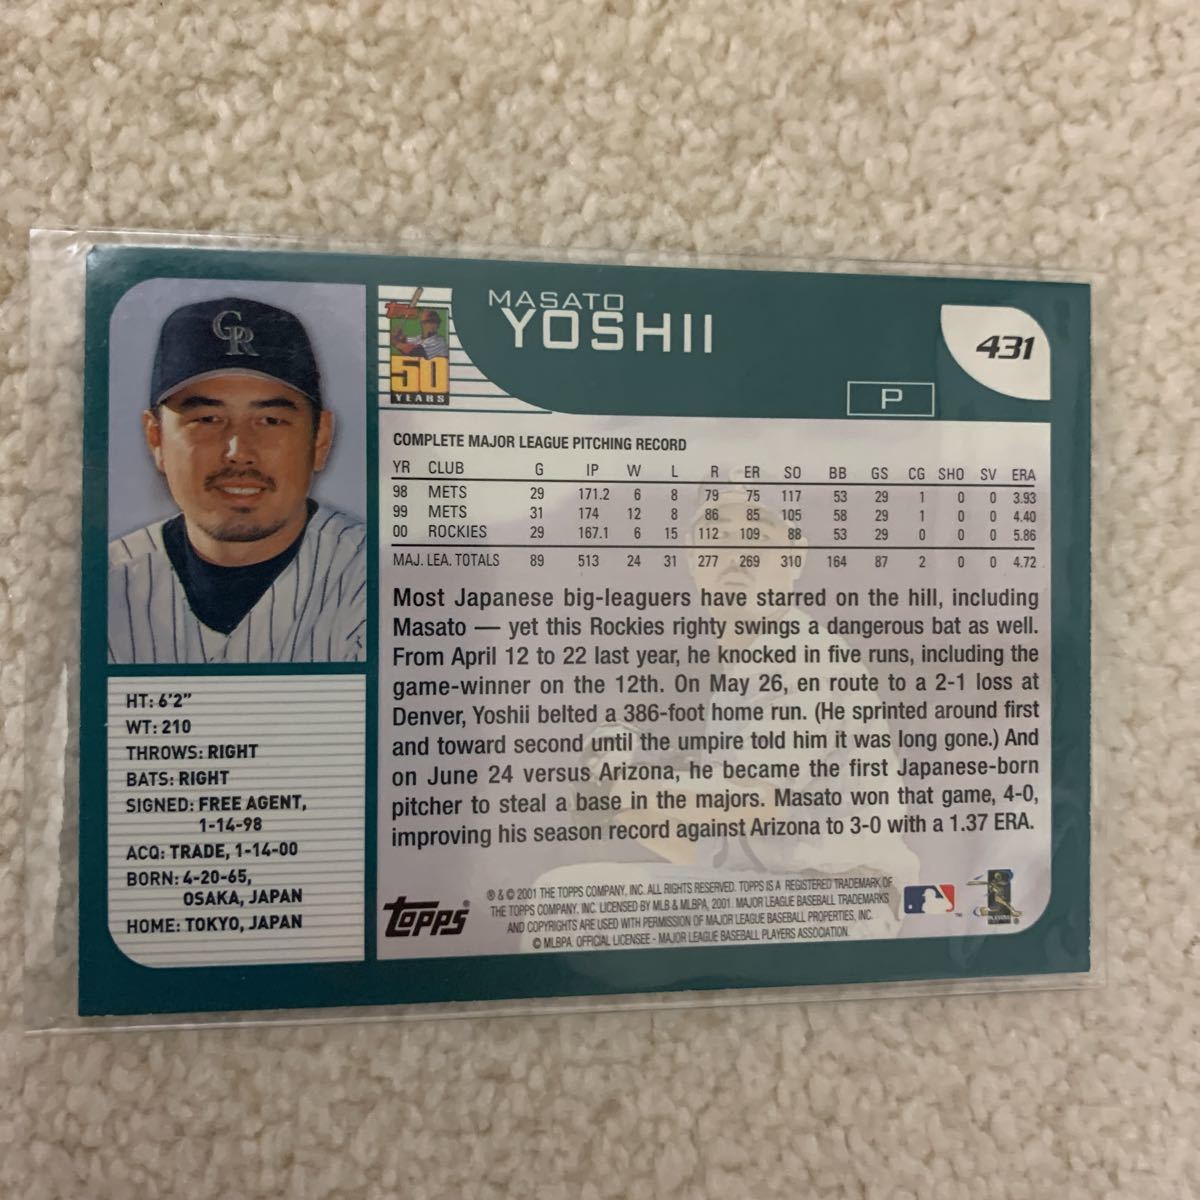 CR
Topps
50
YEARS
MASATO
YOSHII
431
P
COMPLETE MAJOR LEAGUE PITCHING RECORD
YR CLUB G IP W L R ER SO BB GS CG SHO SV ERA
98 METS 29 171.2 6 8 79 75 117 53 29 1 0 0 3.93
99 METS 31 174 12 8 86 85 105 58 29 1 0 0 4.40
00 ROCKIES 29 167.1 6 15 112 109 88 53 29 0 0 0 5.86
MAJ. LEA. TOTALS 89 513 24 31 277 269 310 164 87 2 0 0 4.72
Most Japanese big-leaguers have starred on the hill, including
Masato — yet this Rockies righty swings a dangerous bat as well.
From April 12 to 22 last year, he knocked in five runs, including the
game-winner on the 12th. On May 26, en route to a 2-1 loss at
Denver, Yoshii belted a 386-foot home run. (He sprinted around first
and toward second until the umpire told him it was long gone.) And
on June 24 versus Arizona, he became the first Japanese-born
pitcher to steal a base in the majors. Masato won that game, 4-0,
improving his season record against Arizona to 3-0 with a 1.37 ERA.
HT: 6'2"
WT: 210
THROWS: RIGHT
BATS: RIGHT
SIGNED: FREE AGENT,
1-14-98
ACQ: TRADE, 1-14-00
BORN: 4-20-65,
OSAKA, JAPAN
HOME: TOKYO, JAPAN
Topps®
® & © 2001 THE TOPPS COMPANY, INC. ALL RIGHTS RESERVED. TOPPS IS A REGISTERED TRADEMARK OF
THE TOPPS COMPANY, INC. LICENSED BY MLB & MLBPA, 2001. MAJOR LEAGUE BASEBALL TRADEMARKS
AND COPYRIGHTS ARE USED WITH PERMISSION OF MAJOR LEAGUE BASEBALL PROPERTIES, INC.
© MLBPA. OFFICIAL LICENSEE - MAJOR LEAGUE BASEBALL PLAYERS ASSOCIATION.